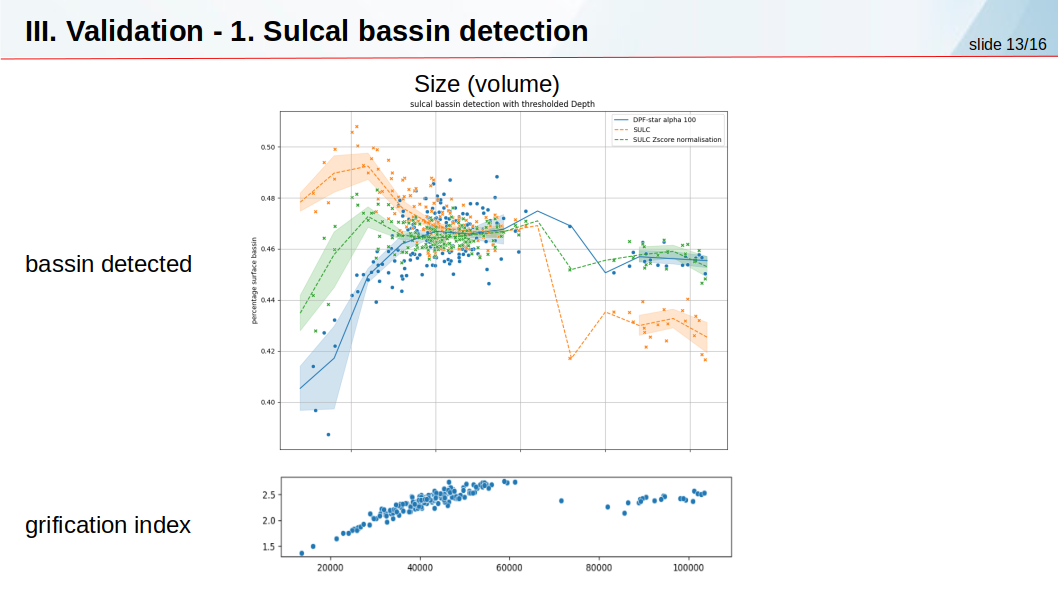 III. Validation - 1. Sulcal bassin detection
slide 13/16
Size (volume)
sulcal bassin detection with thresholded Depth
DPF-star alpha 100
SULC
SULC Zscore normalisation
0.50
0.48
0.46
0.44
0.42
0.40
percentage surface bassin
bassin detected
grification index
2.5
2.0
1.5
20000
40000
60000
80000
100000